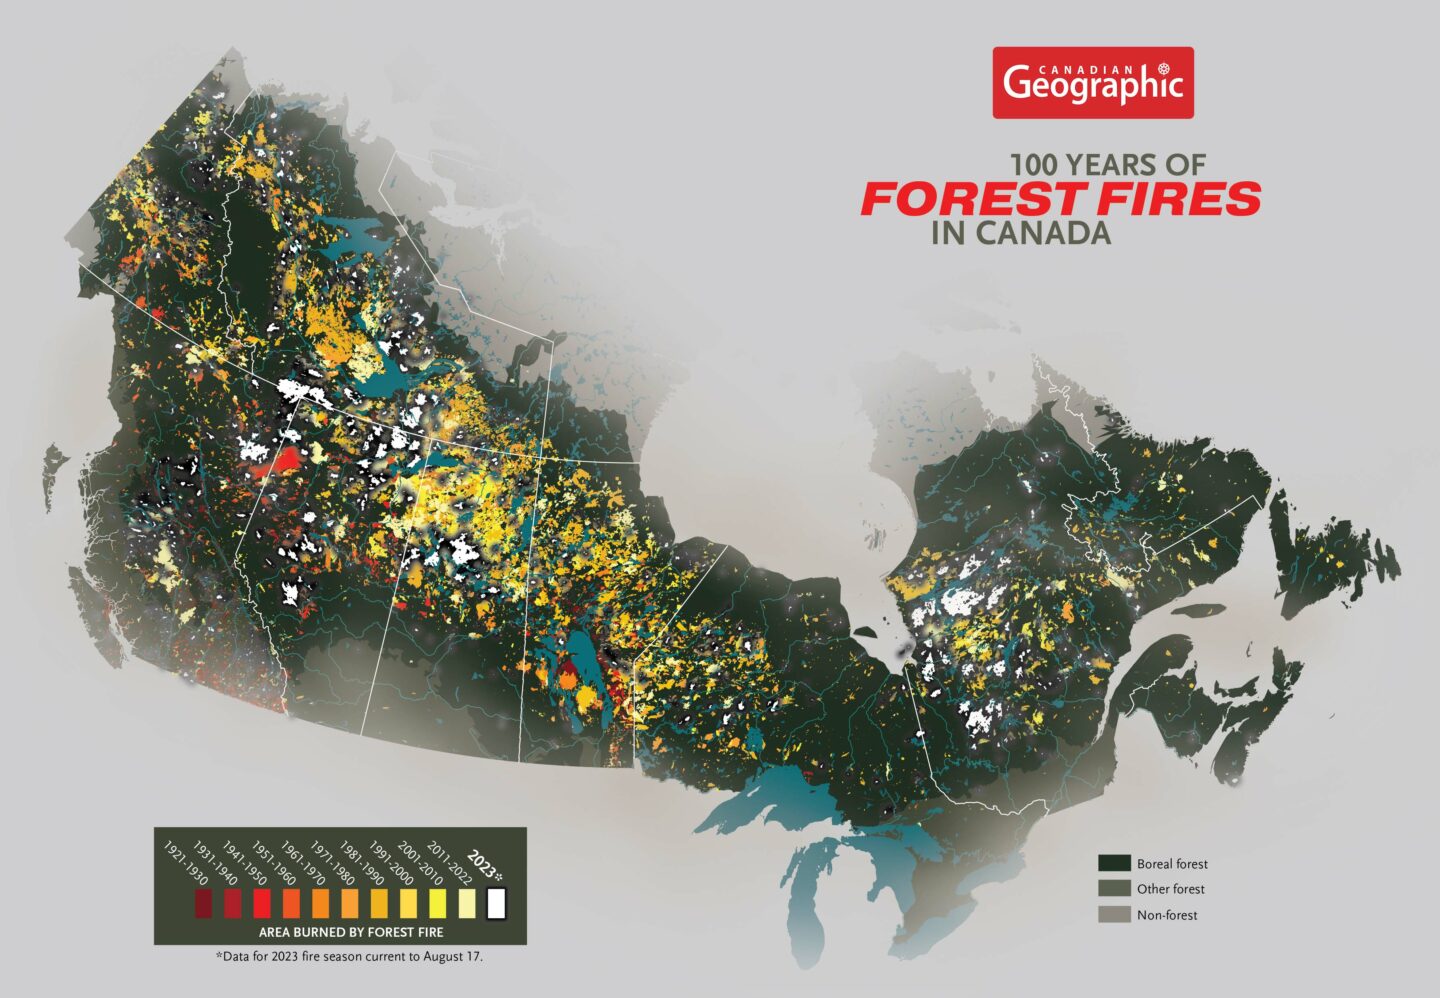 CANADIAN
Geographic
100 YEARS OF
FOREST FIRES
IN CANADA
1921-1930
1931-1940
1941-1950
1951-1960
1961-1970
1971-1980
1981-1990
1991-2000
2001-2010
2011-2022
2023*
AREA BURNED BY FOREST FIRE
*Data for 2023 fire season current to August 17.
Boreal forest
Other forest
Non-forest